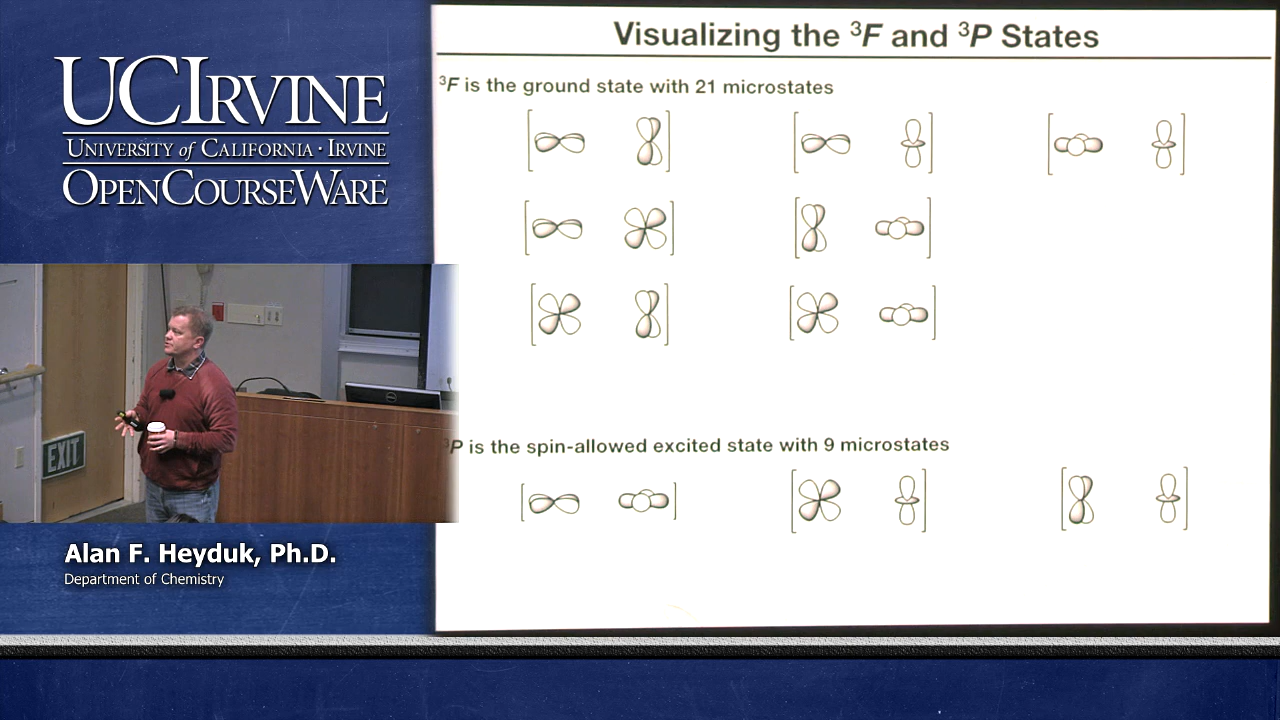 UCIRVINE
UNIVERSITY of CALIFORNIA · IRVINE
OPENCOURSEWARE
EXIT
DELL
Alan F. Heyduk, Ph.D.
Department of Chemistry
Visualizing the ³F and ³P States
³F is the ground state with 21 microstates
³P is the spin-allowed excited state with 9 microstates